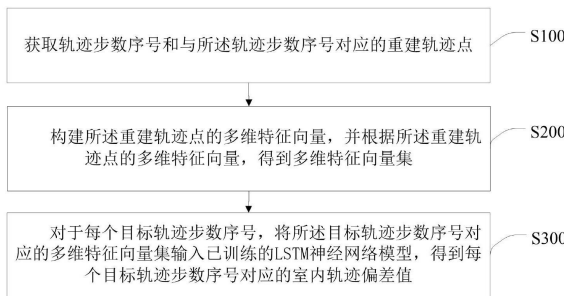 获取轨迹步数序号和与所述轨迹步数序号对应的重建轨迹点
S100
构建所述重建轨迹点的多维特征向量，并根据所述重建轨
迹点的多维特征向量，得到多维特征向量集
S200
对于每个目标轨迹步数序号，将所述目标轨迹步数序号对
应的多维特征向量集输入已训练的LSTM神经网络模型，得到每
个目标轨迹步数序号对应的室内轨迹偏差值
S300